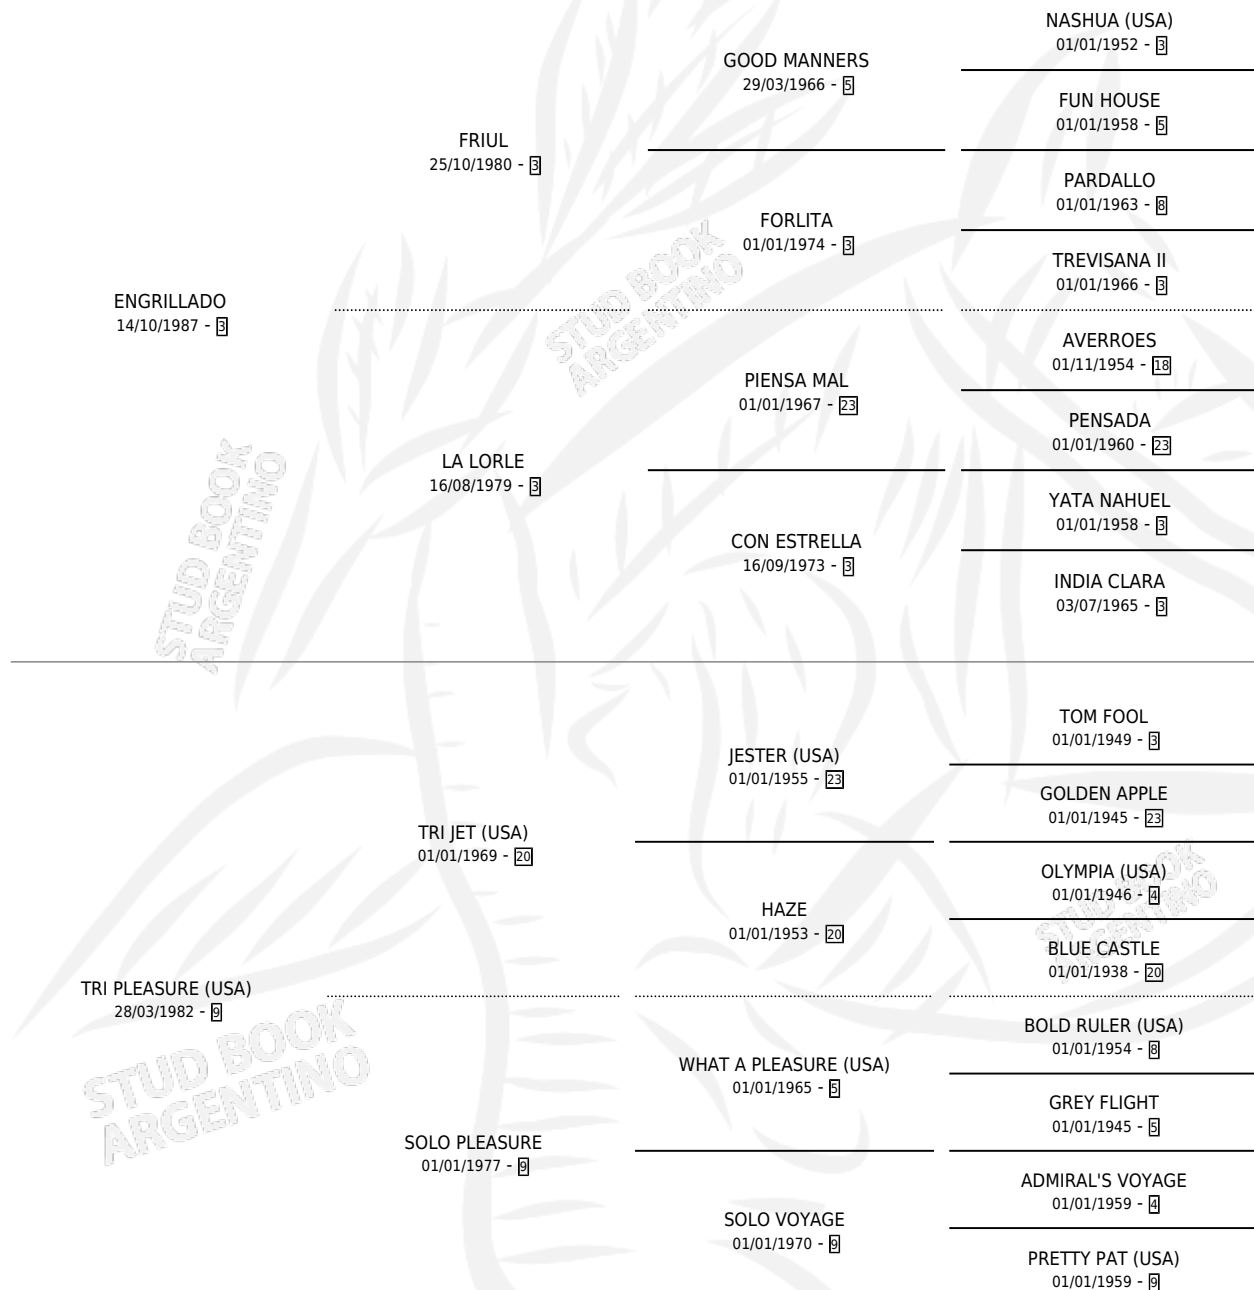 NASHUA (USA)
01/01/1952 - 3
GOOD MANNERS
29/03/1966 - 5
FUN HOUSE
01/01/1958 - 5
FRIUL
25/10/1980 - 3
PARDALLO
01/01/1963 - 8
FORLITA
01/01/1974 - 3
TREVISANA II
01/01/1966 - 3
ENGRILLADO
14/10/1987 - 3
AVERROES
01/11/1954 - 18
PIENSA MAL
01/01/1967 - 23
PENSADA
01/01/1960 - 23
LA LORLE
16/08/1979 - 3
YATA NAHUEL
01/01/1958 - 3
CON ESTRELLA
16/09/1973 - 3
INDIA CLARA
03/07/1965 - 3
TOM FOOL
01/01/1949 - 3
JESTER (USA)
01/01/1955 - 23
GOLDEN APPLE
01/01/1945 - 23
TRI JET (USA)
01/01/1969 - 20
OLYMPIA (USA)
01/01/1946 - 4
HAZE
01/01/1953 - 20
BLUE CASTLE
01/01/1938 - 20
TRI PLEASURE (USA)
28/03/1982 - 9
BOLD RULER (USA)
01/01/1954 - 8
WHAT A PLEASURE (USA)
01/01/1965 - 5
GREY FLIGHT
01/01/1945 - 5
SOLO PLEASURE
01/01/1977 - 9
ADMIRAL'S VOYAGE
01/01/1959 - 4
SOLO VOYAGE
01/01/1970 - 9
PRETTY PAT (USA)
01/01/1959 - 9
STUD BOOK
ARGENTINO
STUD BOOK
ARGENTINO
STUD BOOK
ARGENTINO
STUD BOOK
ARGENTINO